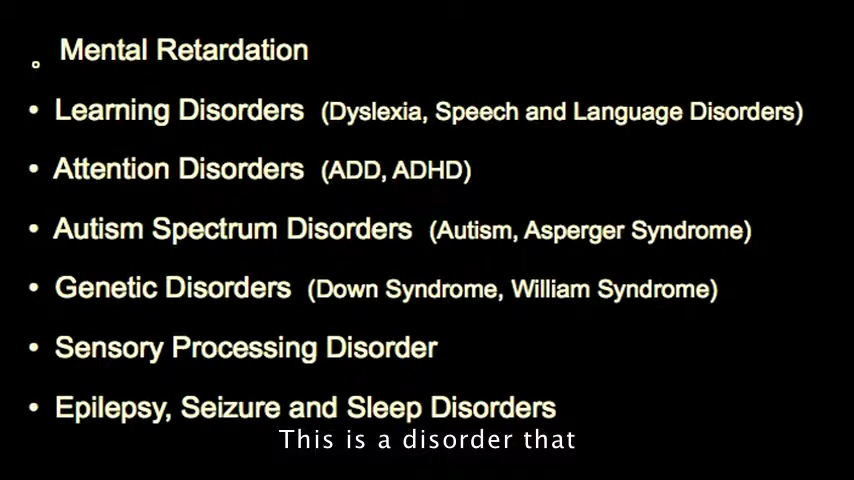 。 Mental Retardation
• Learning Disorders (Dyslexia, Speech and Language Disorders)
• Attention Disorders (ADD, ADHD)
• Autism Spectrum Disorders (Autism, Asperger Syndrome)
• Genetic Disorders (Down Syndrome, William Syndrome)
• Sensory Processing Disorder
• Epilepsy, Seizure and Sleep Disorders
This is a disorder that